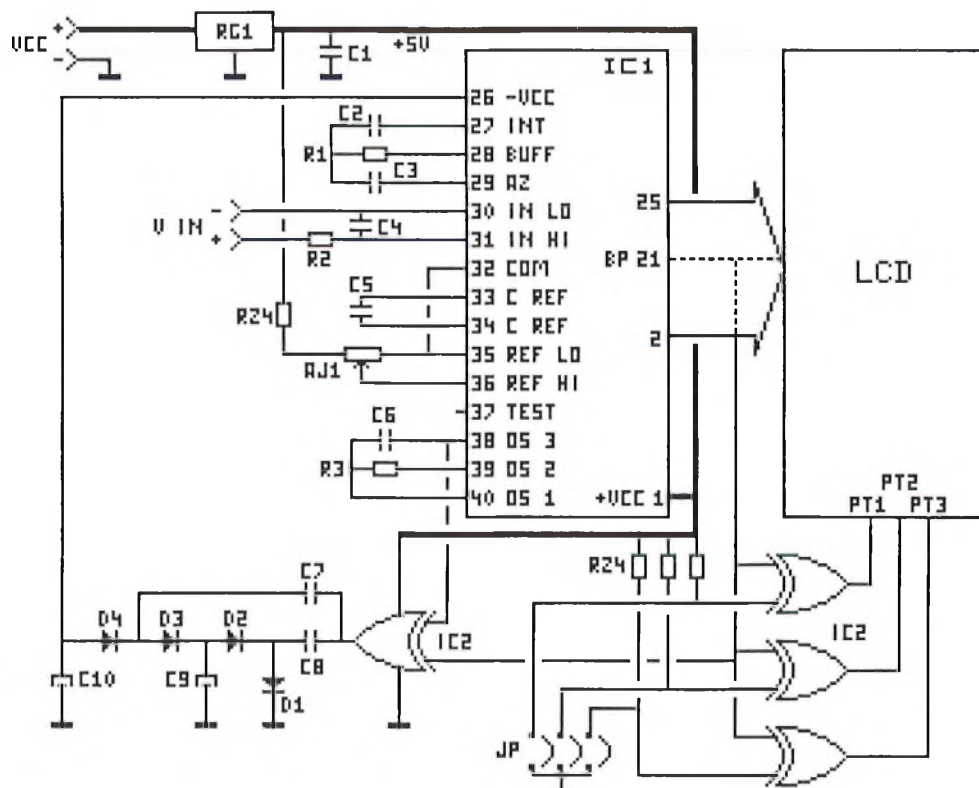 VCC
+
-
RG1
C1
+5V
IC1
26 -VCC
27 INT
28 BUFF
29 AZ
30 IN LO
31 IN HI
32 COM
33 C REF
34 C REF
35 REF LO
36 REF HI
37 TEST
38 OS 3
39 OS 2
40 OS 1
C2
R1
C3
V IN
-
+
C4
R2
C5
RZ4
AJ1
C6
R3
25
BP 21
2
+VCC 1
LCD
PT1
PT2
PT3
C7
D4
D3
D2
C8
IC2
RZ4
IC2
C10
C9
D1
JP